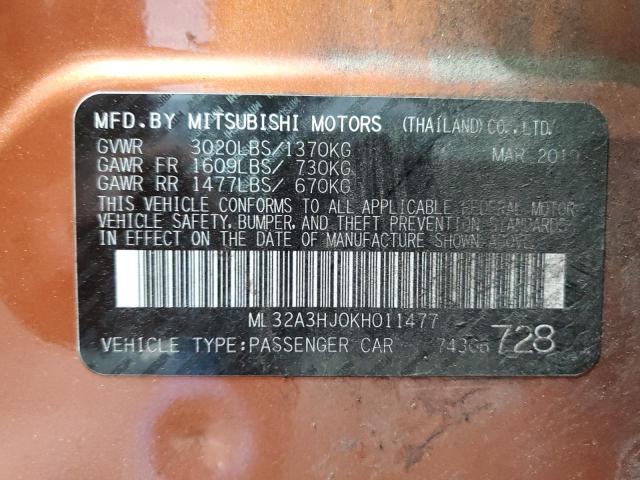 MFD.BY MITSUBISHI MOTORS (THAILAND)CO.,LTD.
GVWR 3020LBS/1370KG MAR 2019
GAWR FR 1609LBS/ 730KG
GAWR RR 1477LBS/ 670KG
THIS VEHICLE CONFORMS TO ALL APPLICABLE FEDERAL MOTOR
VEHICLE SAFETY, BUMPER, AND THEFT PREVENTION STANDARDS
IN EFFECT ON THE DATE OF MANUFACTURE SHOWN ABOVE.
ML32A3HJ0KH011477
VEHICLE TYPE:PASSENGER CAR 728